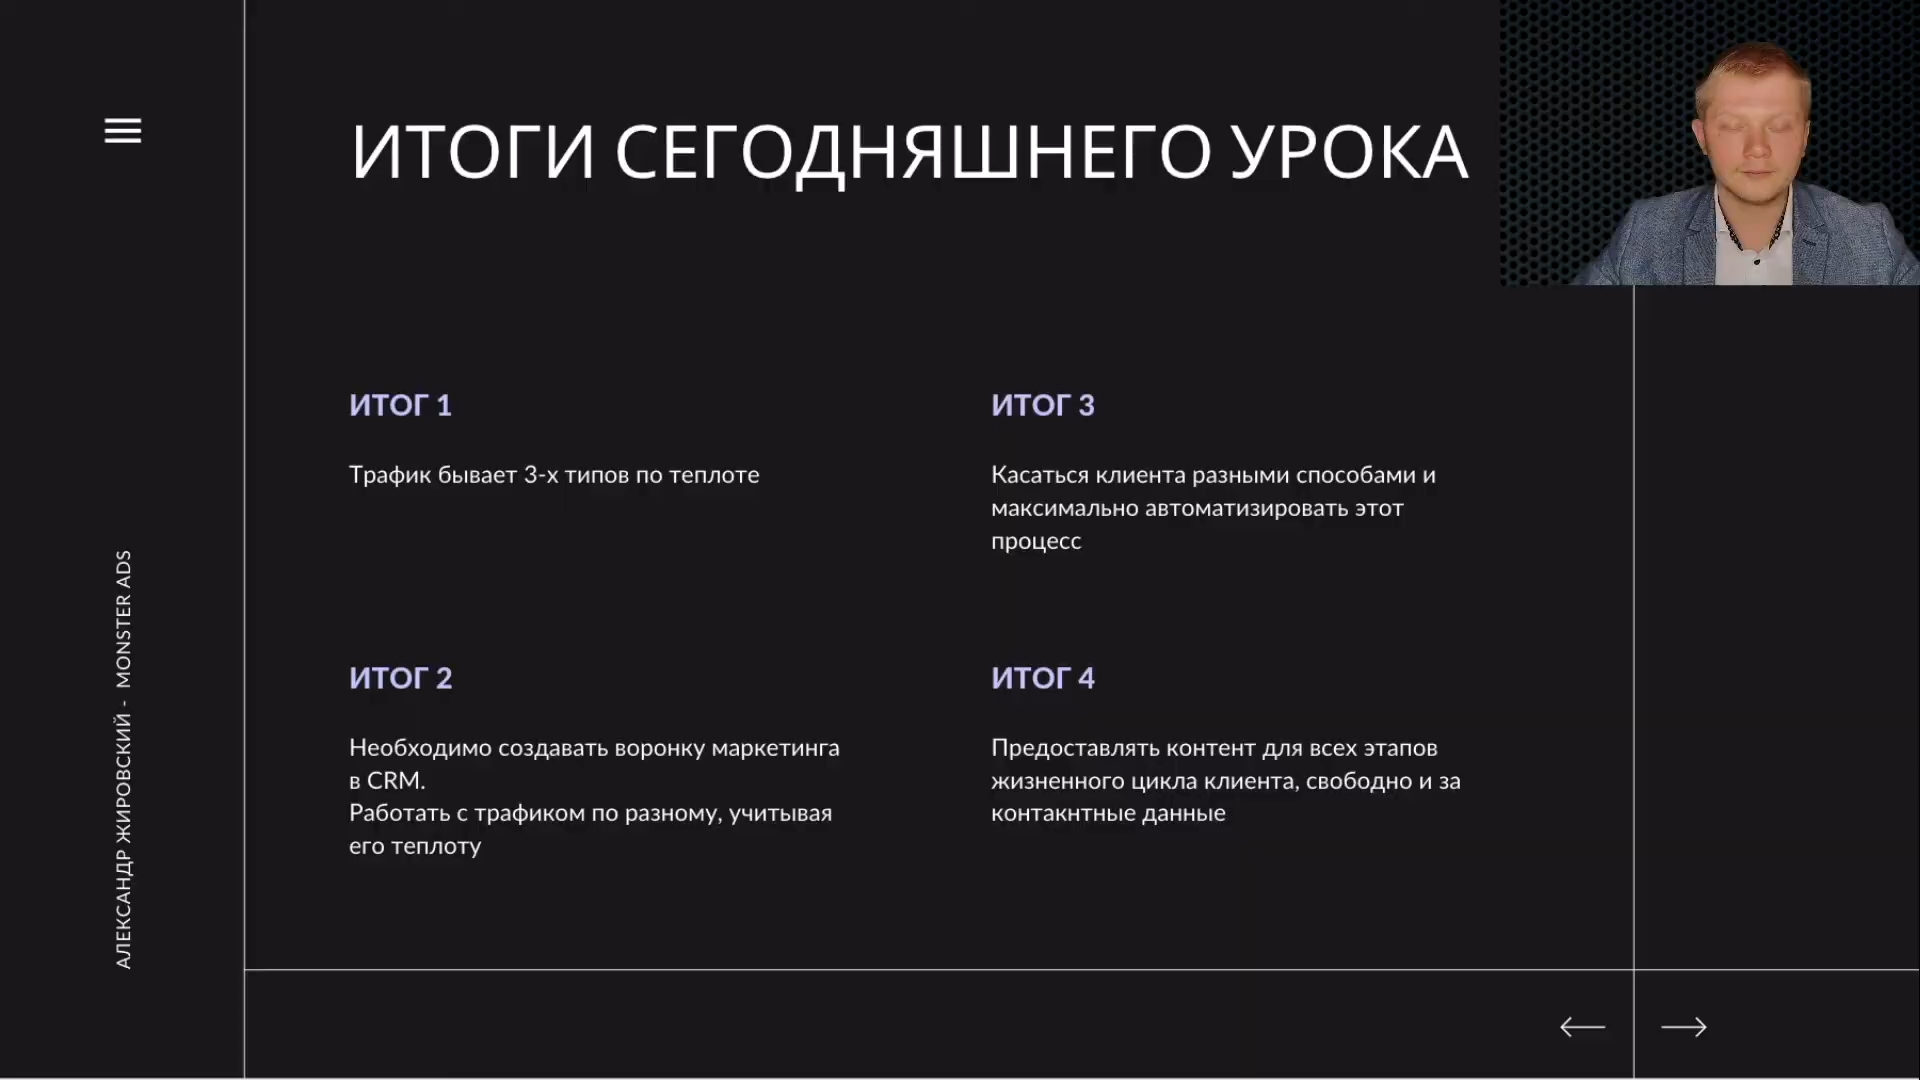 ИТОГИ СЕГОДНЯШНЕГО УРОКА
ИТОГ 1
Трафик бывает 3-х типов по теплоте
ИТОГ 2
Необходимо создавать воронку маркетинга
в CRM.
Работать с трафиком по разному, учитывая
его теплоту
ИТОГ 3
Касаться клиента разными способами и
максимально автоматизировать этот
процесс
ИТОГ 4
Предоставлять контент для всех этапов
жизненного цикла клиента, свободно и за
контакнтные данные
АЛЕКСАНДР ЖИРОВСКИЙ - MONSTER ADS